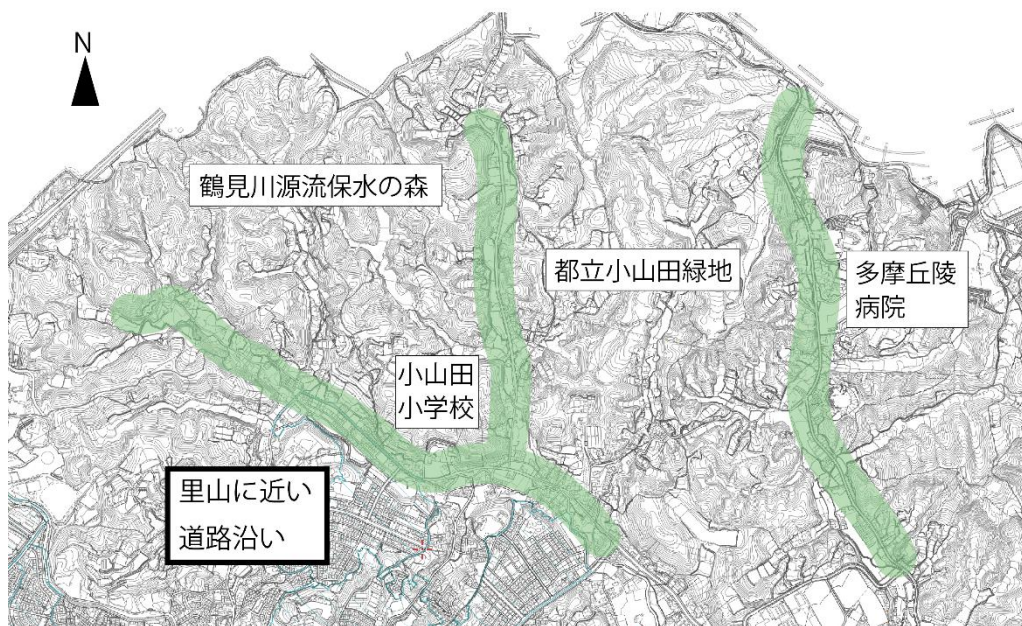 N
鶴見川源流保水の森
都立小山田緑地
多摩丘陵
病院
小山田
小学校
里山に近い
道路沿い